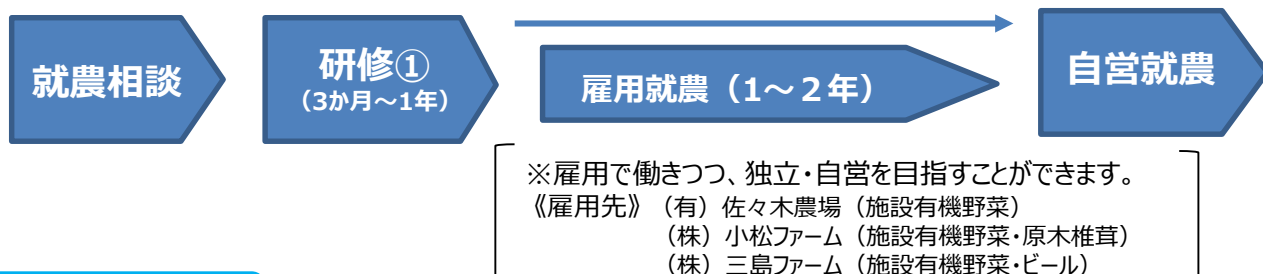 就農相談
研修①
（3か月～1年）
雇用就農（1～２年）
自営就農
※雇用で働きつつ、独立・自営を目指すことができます。
《雇用先》（有）佐々木農場（施設有機野菜）
（株）小松ファーム（施設有機野菜・原木椎茸）
（株）三島ファーム（施設有機野菜・ビール）